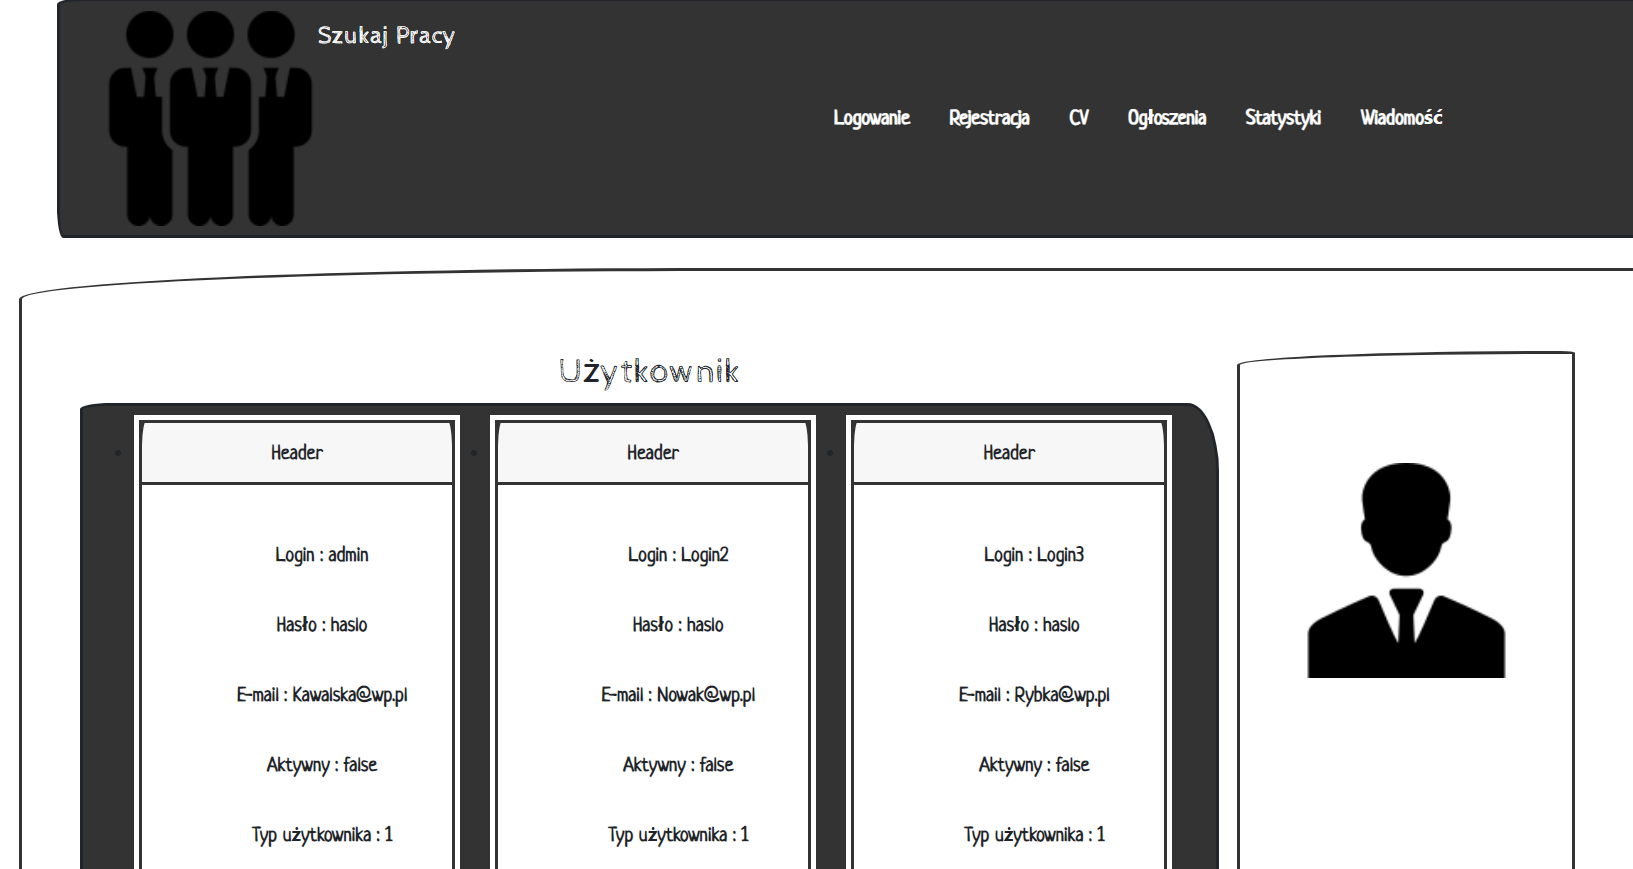 Szukaj Pracy
Logowanie Rejestracja CV Ogłoszenia Statystyki Wiadomość
Użytkownik
Header
Login : admin
Hasło : haslo
E-mail : Kawalska@wp.pl
Aktywny : false
Typ użytkownika : 1
Header
Login : Login2
Hasło : haslo
E-mail : Nowak@wp.pl
Aktywny : false
Typ użytkownika : 1
Header
Login : Login3
Hasło : haslo
E-mail : Rybka@wp.pl
Aktywny : false
Typ użytkownika : 1